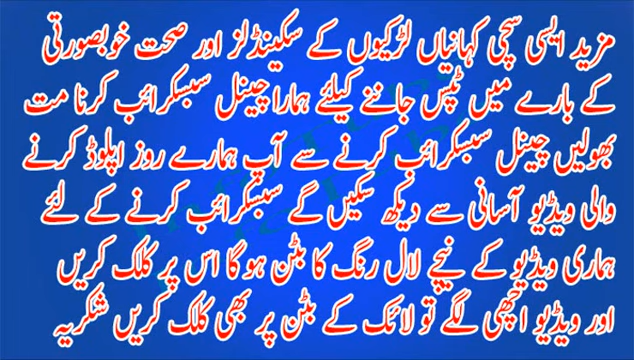 مزید ایسی سچی کہانیاں لڑکیوں کے سکینڈلز اور صحت خوبصورتی
کے بارے میں ٹپس جاننے کیلئے ہمارا چینل سبسکرائب کرنا مت
بھولیں چینل سبسکرائب کرنے سے آپ ہمارے روز اپلوڈ کرنے
والی ویڈیو آسانی سے دیکھ سکیں گے سبسکرائب کرنے کے لئے
ہماری ویڈیو کے نیچے لال رنگ کا بٹن ہو گا اس پر کلک کریں
اور ویڈیو اچھی لگے تو لائک کے بٹن پر بھی کلک کریں شکریہ